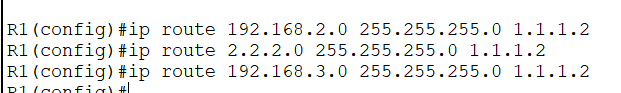 R1(config)#ip route 192.168.2.0 255.255.255.0 1.1.1.2
R1(config)#ip route 2.2.2.0 255.255.255.0 1.1.1.2
R1(config)#ip route 192.168.3.0 255.255.255.0 1.1.1.2
R1(config)#